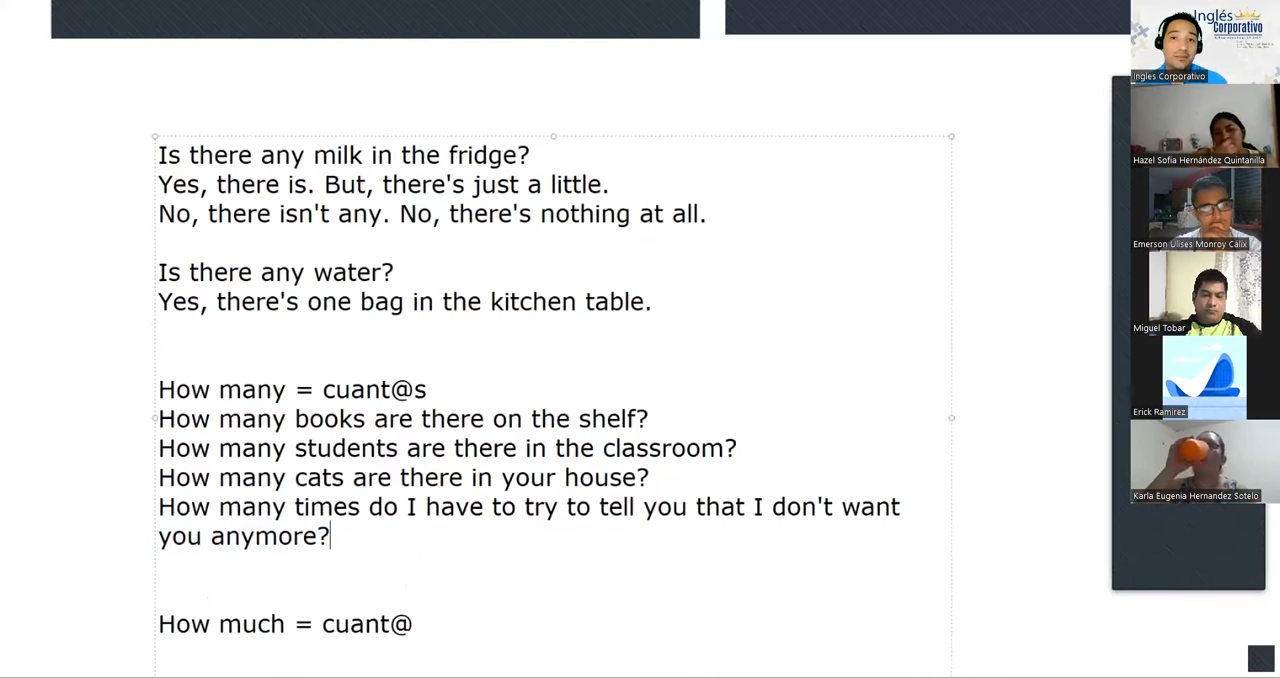 Is there any milk in the fridge?
Yes, there is. But, there's just a little.
No, there isn't any. No, there's nothing at all.
Is there any water?
Yes, there's one bag in the kitchen table.
How many = cuant@s
How many books are there on the shelf?
How many students are there in the classroom?
How many cats are there in your house?
How many times do I have to try to tell you that I don't want
you anymore?
How much = cuant@
Inglés
Corporativo
Ingles Corporativo
Hazel Sofia Hernández Quintanilla
Emerson Ulises Monroy Cálix
Miguel Tobar
Erick Ramirez
Karla Eugenia Hernandez Sotelo